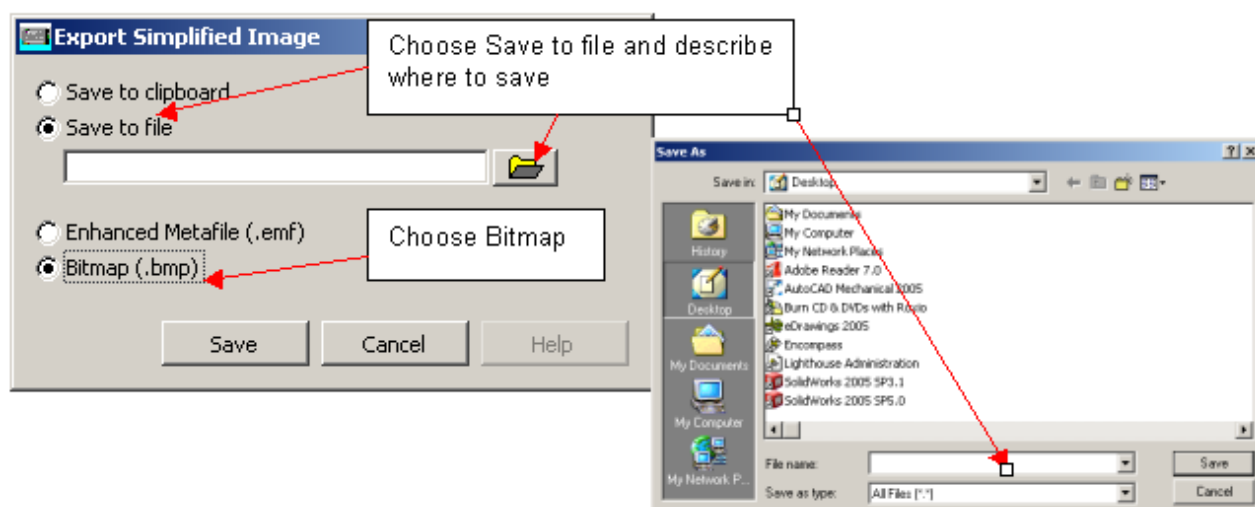 Export Simplified Image
Choose Save to file and describe
where to save
Save to clipboard
Save to file
Enhanced Metafile (.emf)
Bitmap (.bmp)
Choose Bitmap
Save Cancel Help
Save As
Save in: Desktop
History
Desktop
My Documents
My Computer
My Network P...
My Documents
My Computer
My Network Places
Adobe Reader 7.0
AutoCAD Mechanical 2005
Burn CD & DVDs with Roxio
eDrawings 2005
Encompass
Lighthouse Administration
SolidWorks 2005 SP3.1
SolidWorks 2005 SP5.0
File name: Save
Save as type: All Files (*.*) Cancel